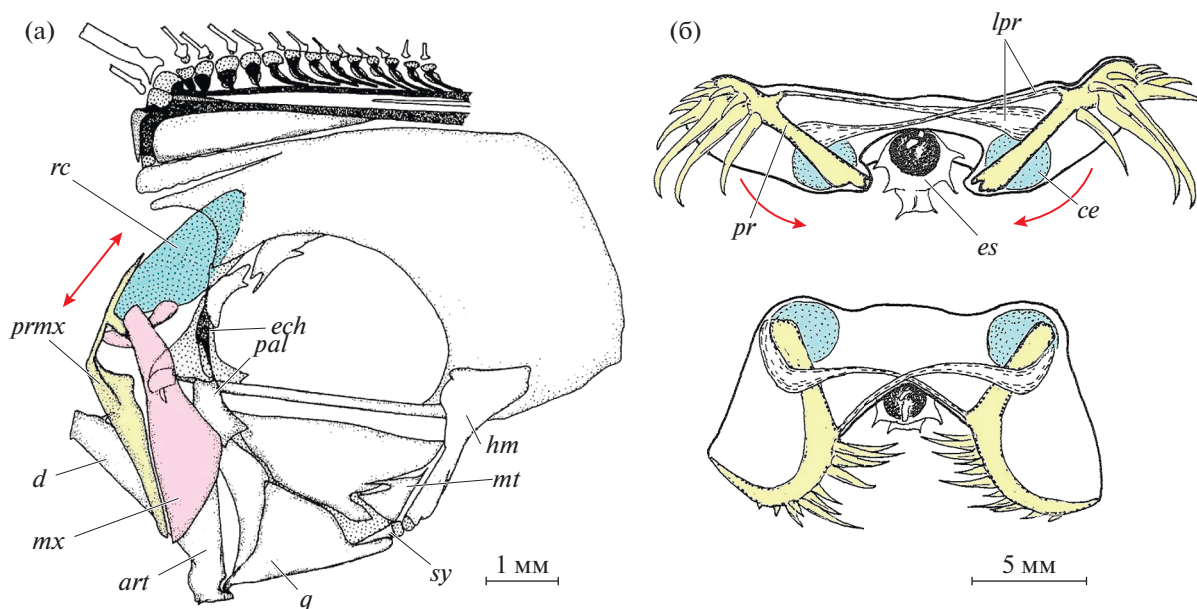 (а)
(б)
lpr
rc
pr
es
ce
prmx
ech
pal
d
hm
mt
mx
art
q
sy
1 мм
5 мм